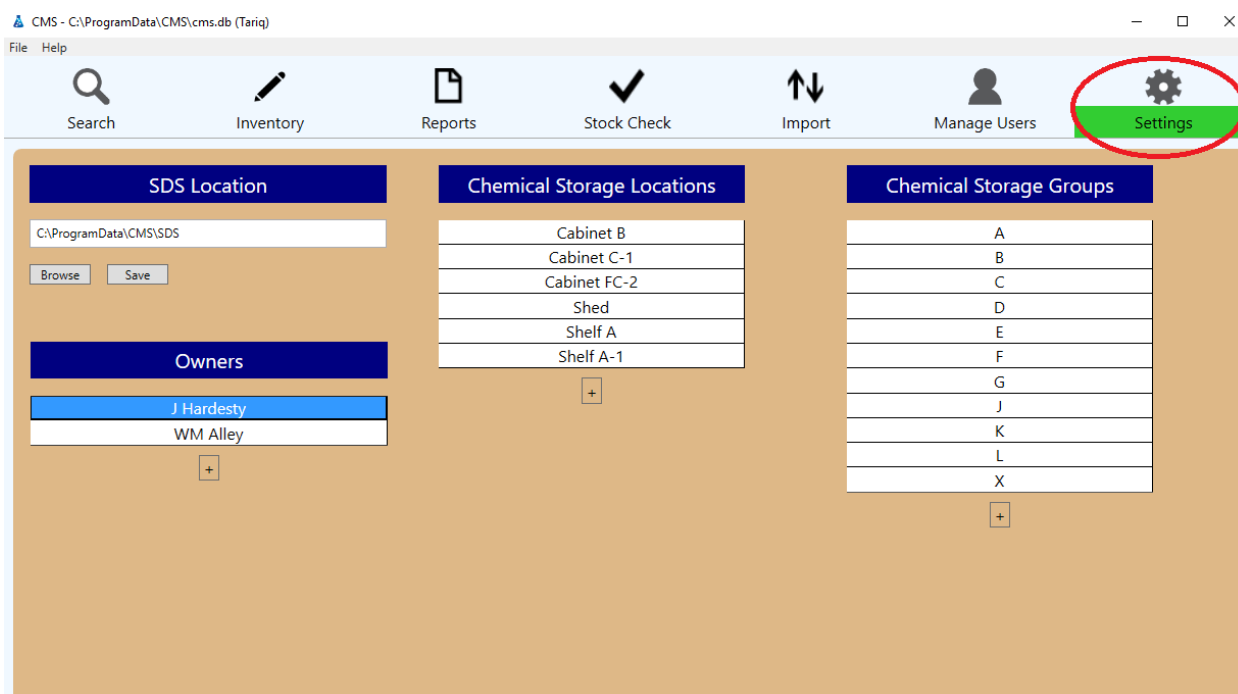 CMS - C:\ProgramData\CMS\cms.db (Tariq)
File Help
Search Inventory Reports Stock Check Import Manage Users Settings
SDS Location
C:\ProgramData\CMS\SDS
Browse Save
Owners
J Hardesty
WM Alley
+
Chemical Storage Locations
Cabinet B
Cabinet C-1
Cabinet FC-2
Shed
Shelf A
Shelf A-1
+
Chemical Storage Groups
A
B
C
D
E
F
G
J
K
L
X
+